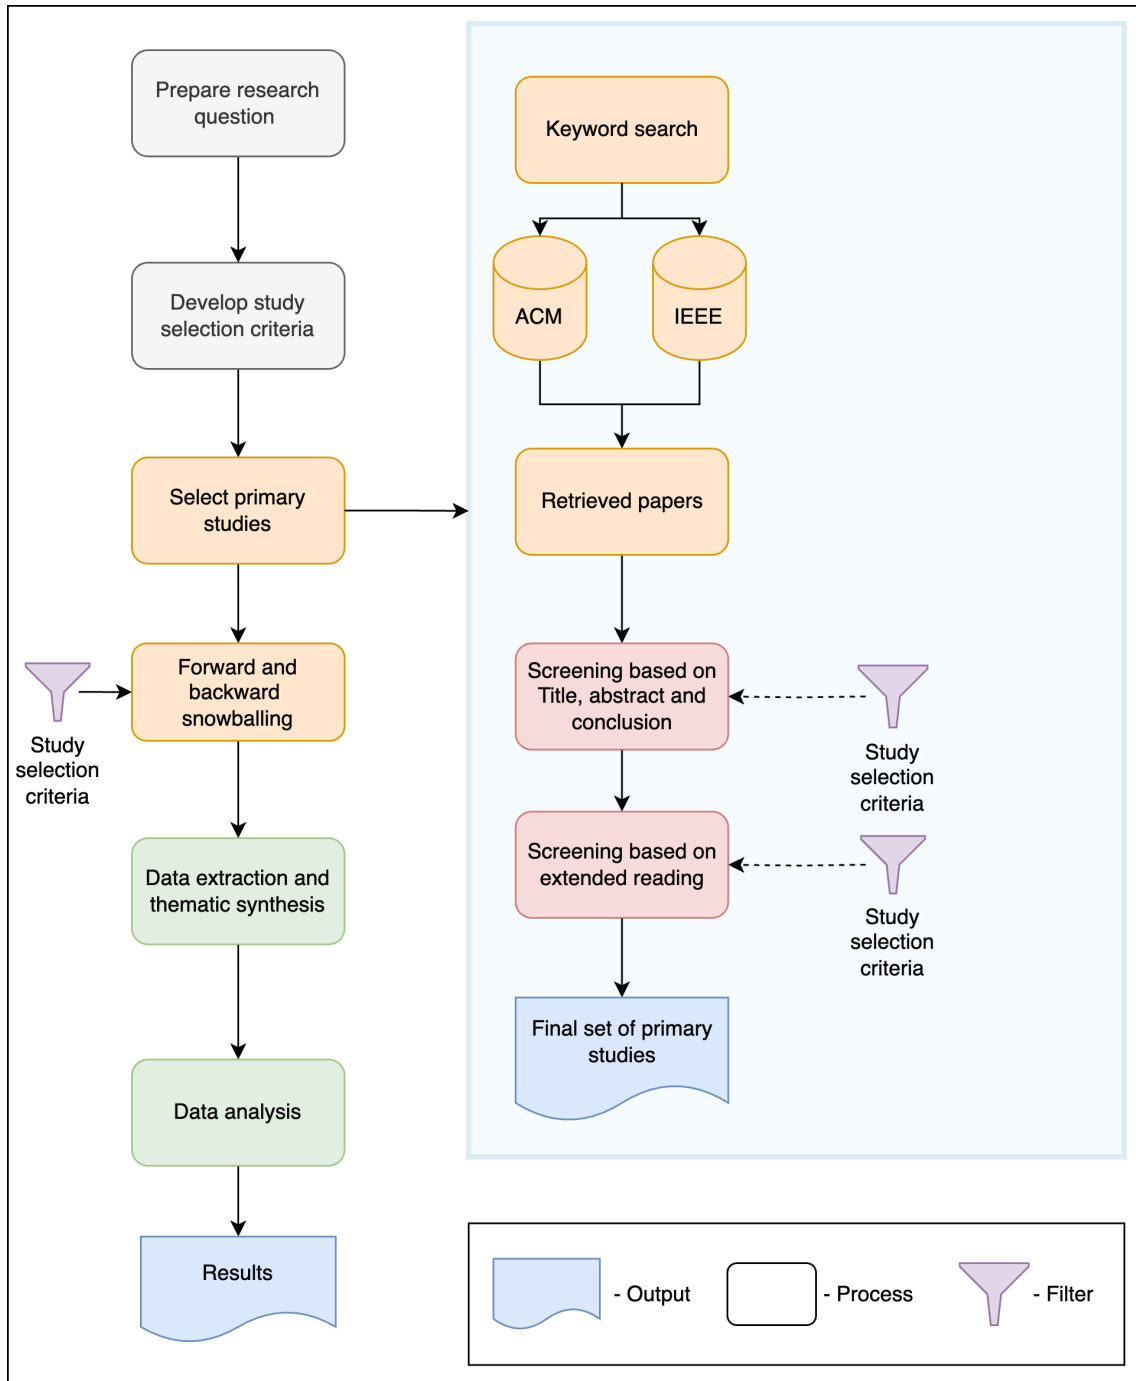 Prepare research
question
Develop study
selection criteria
Select primary
studies
Forward and
backward
snowballing
Study
selection
criteria
Data extraction and
thematic synthesis
Data analysis
Results
Keyword search
ACM
IEEE
Retrieved papers
Screening based on
Title, abstract and
conclusion
Study
selection
criteria
Screening based on
extended reading
Study
selection
criteria
Final set of primary
studies
- Output
- Process
- Filter